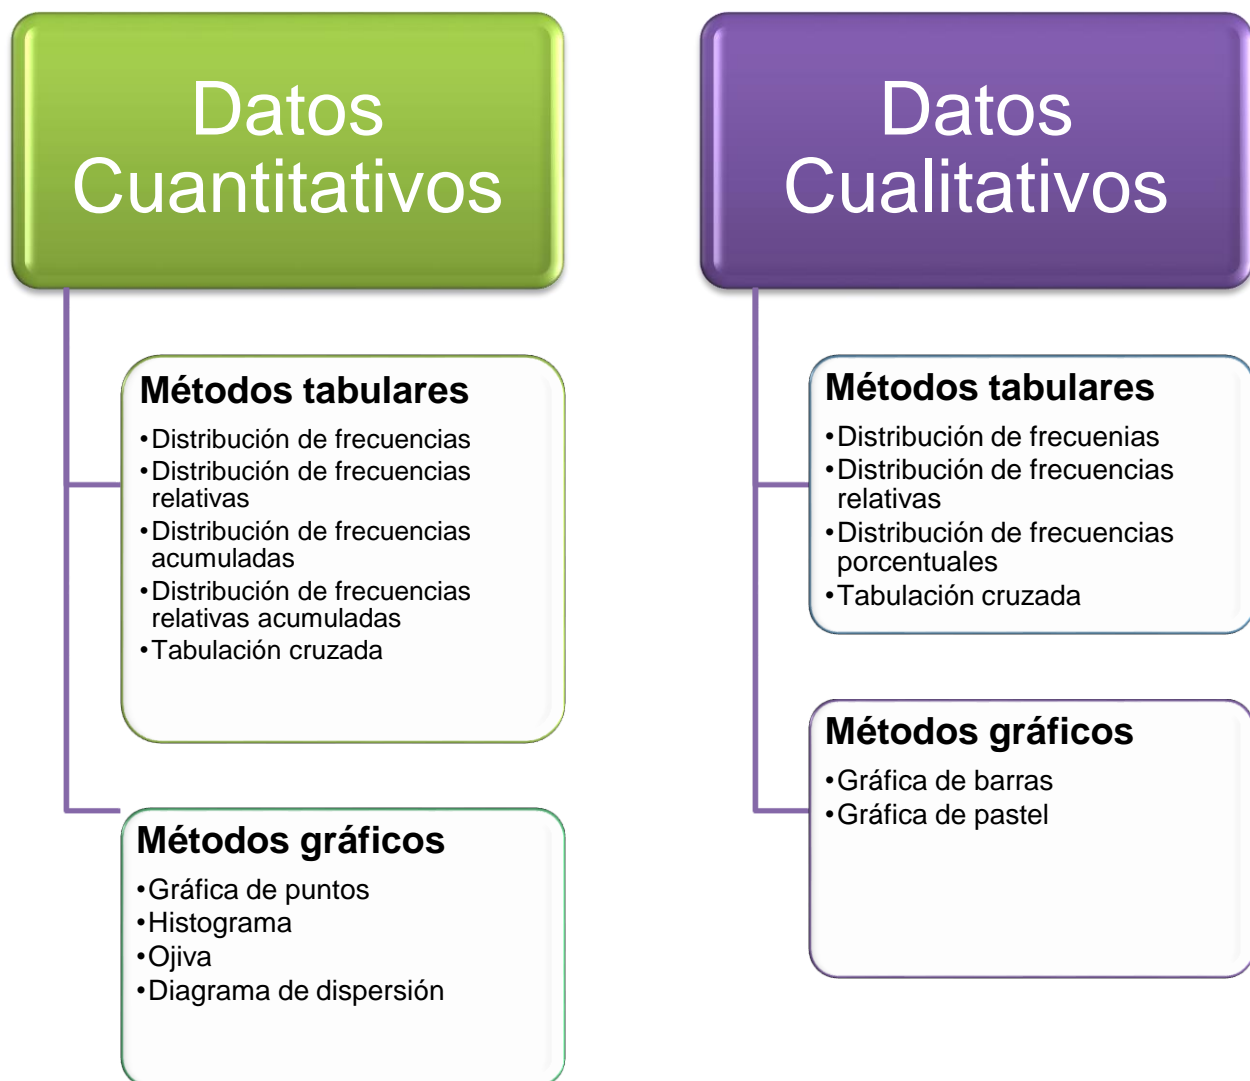 Datos
Cuantitativos
Métodos tabulares
•Distribución de frecuencias
•Distribución de frecuencias
relativas
•Distribución de frecuencias
acumuladas
•Distribución de frecuencias
relativas acumuladas
•Tabulación cruzada
Métodos gráficos
•Gráfica de puntos
•Histograma
•Ojiva
•Diagrama de dispersión
Datos
Cualitativos
Métodos tabulares
•Distribución de frecuenias
•Distribución de frecuencias
relativas
•Distribución de frecuencias
porcentuales
•Tabulación cruzada
Métodos gráficos
•Gráfica de barras
•Gráfica de pastel